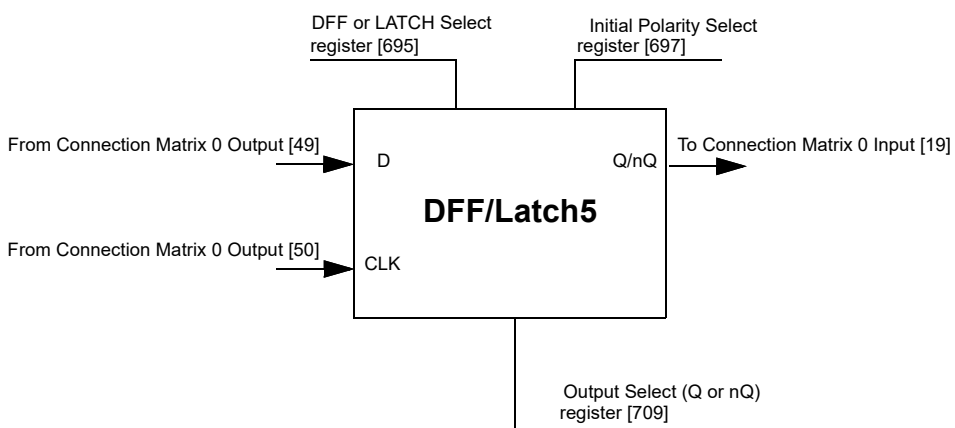 DFF or LATCH Select
register [695]
Initial Polarity Select
register [697]
From Connection Matrix 0 Output [49]
To Connection Matrix 0 Input [19]
D
Q/nQ
DFF/Latch5
From Connection Matrix 0 Output [50]
CLK
Output Select (Q or nQ)
register [709]